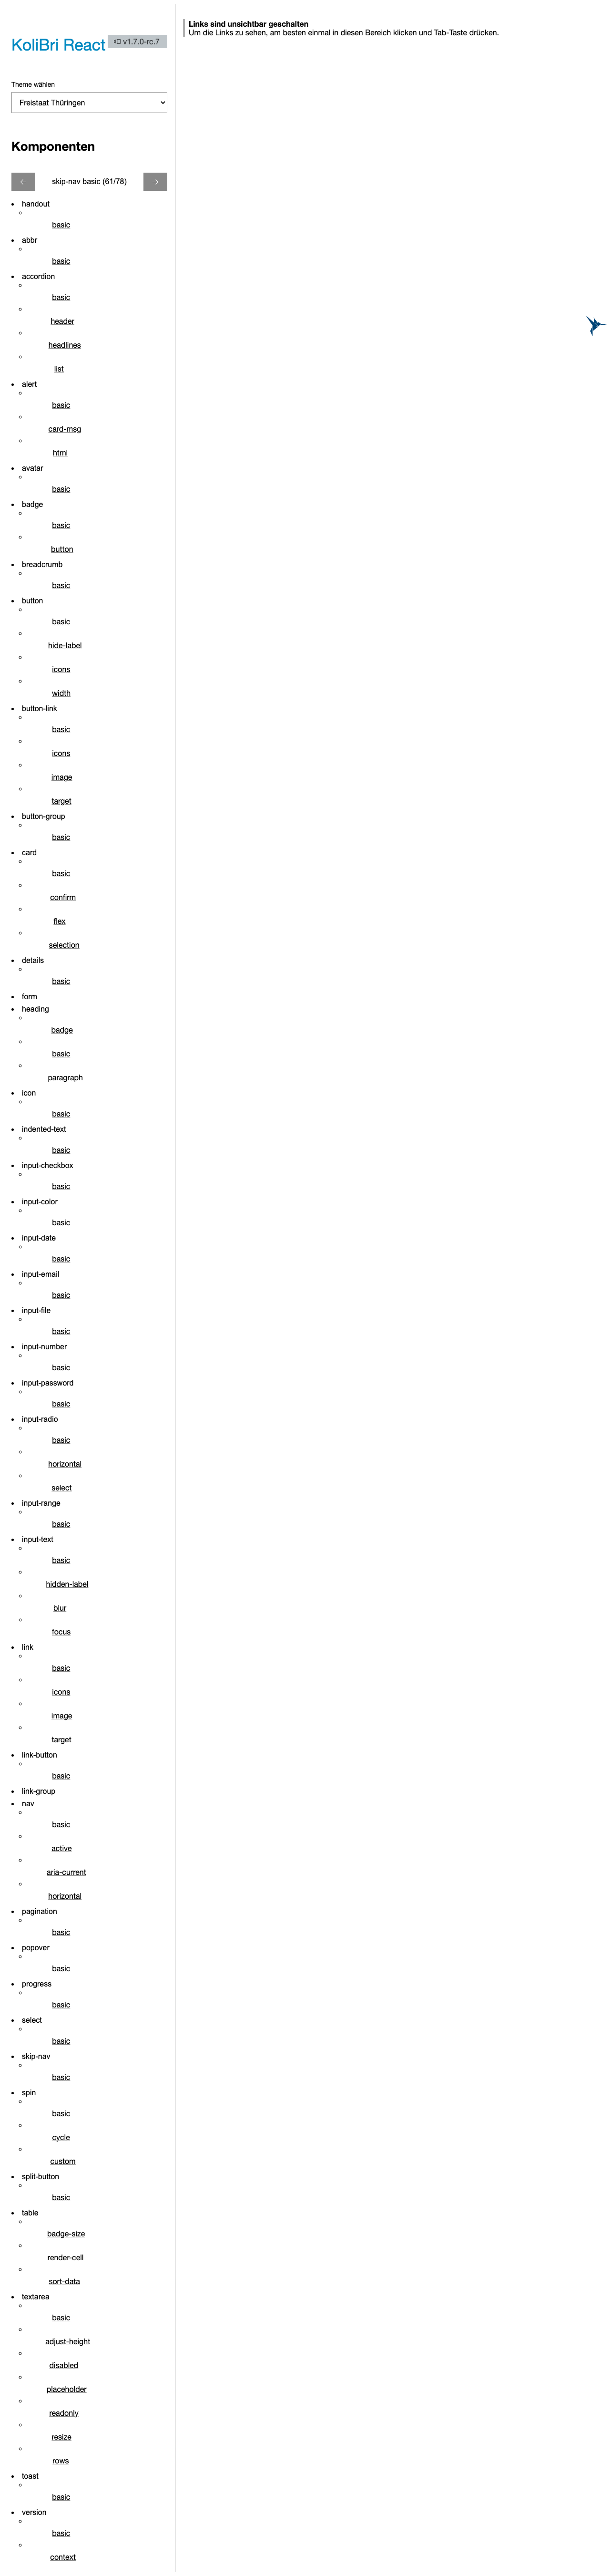 KoliBri React
v1.7.0-rc.7
Theme wählen
Freistaat Thüringen
Komponenten
skip-nav basic (61/78)
handout
basic
abbr
basic
accordion
basic
header
headlines
list
alert
basic
card-msg
html
avatar
basic
badge
basic
button
breadcrumb
basic
button
basic
hide-label
icons
width
button-link
basic
icons
image
target
button-group
basic
card
basic
confirm
flex
selection
details
basic
form
heading
badge
basic
paragraph
icon
basic
indented-text
basic
input-checkbox
basic
input-color
basic
input-date
basic
input-email
basic
input-file
basic
input-number
basic
input-password
basic
input-radio
basic
horizontal
select
input-range
basic
input-text
basic
hidden-label
blur
focus
link
basic
icons
image
target
link-button
basic
link-group
nav
basic
active
aria-current
horizontal
pagination
basic
popover
basic
progress
basic
select
basic
skip-nav
basic
spin
basic
cycle
custom
split-button
basic
table
badge-size
render-cell
sort-data
textarea
basic
adjust-height
disabled
placeholder
readonly
resize
rows
toast
basic
version
basic
context
Links sind unsichtbar geschalten
Um die Links zu sehen, am besten einmal in diesen Bereich klicken und Tab-Taste drücken.